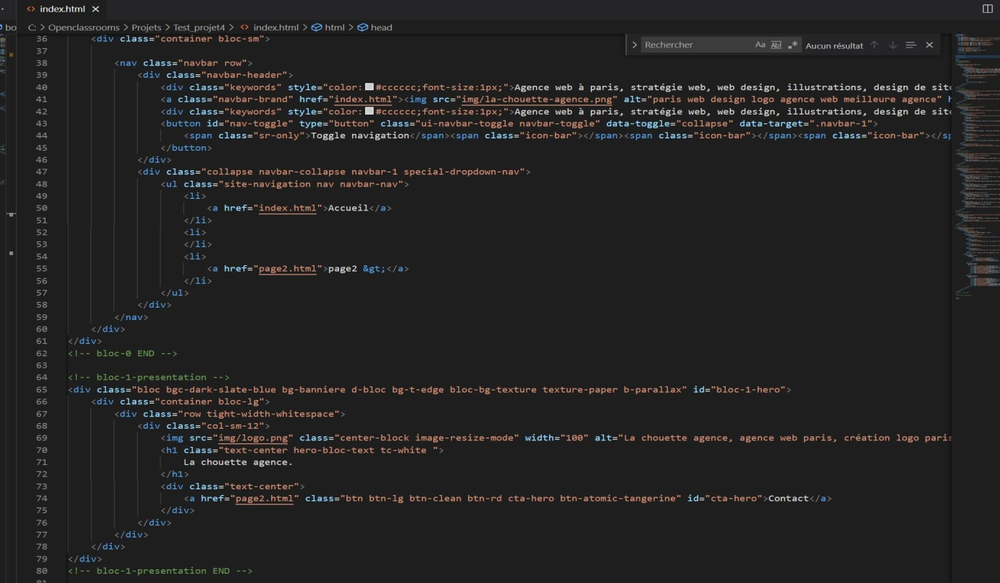 index.html
bo C: > Openclassrooms > Projets > Test_projet4 > index.html > html > head
Rechercher Aa Abl .* Aucun résultat
36 <div class="container bloc-sm">
37
38 <nav class="navbar row">
39 <div class="navbar-header">
40 <div class="keywords" style="color:#cccccc;font-size:1px;">Agence web à paris, stratégie web, web design, illustrations, design de site
41 <a class="navbar-brand" href="index.html"><img src="img/la-chouette-agence.png" alt="paris web design logo agence web meilleure agence" h
42 <div class="keywords" style="color:#cccccc;font-size:1px;">Agence web à paris, stratégie web, web design, illustrations, design de site
43 <button id="nav-toggle" type="button" class="ui-navbar-toggle navbar-toggle" data-toggle="collapse" data-target=".navbar-1">
44 <span class="sr-only">Toggle navigation</span><span class="icon-bar"></span><span class="icon-bar"></span><span class="icon-bar"></sp
45 </button>
46 </div>
47 <div class="collapse navbar-collapse navbar-1 special-dropdown-nav">
48 <ul class="site-navigation nav navbar-nav">
49 <li>
50 <a href="index.html">Accueil</a>
51 </li>
52 <li>
53 </li>
54 <li>
55 <a href="page2.html">page2 &gt;</a>
56 </li>
57 </ul>
58 </div>
59 </nav>
60 </div>
61 </div>
62 <!-- bloc-0 END -->
63
64 <!-- bloc-1-presentation -->
65 <div class="bloc bgc-dark-slate-blue bg-banniere d-bloc bg-t-edge bloc-bg-texture texture-paper b-parallax" id="bloc-1-hero">
66 <div class="container bloc-lg">
67 <div class="row tight-width-whitespace">
68 <div class="col-sm-12">
69 <img src="img/logo.png" class="center-block image-resize-mode" width="100" alt="La chouette agence, agence web paris, création logo paris
70 <h1 class="text-center hero-bloc-text tc-white ">
71 La chouette agence.
72 </h1>
73 <div class="text-center">
74 <a href="page2.html" class="btn btn-lg btn-clean btn-rd cta-hero btn-atomic-tangerine" id="cta-hero">Contact</a>
75 </div>
76 </div>
77 </div>
78 </div>
79 </div>
80 <!-- bloc-1-presentation END -->
81